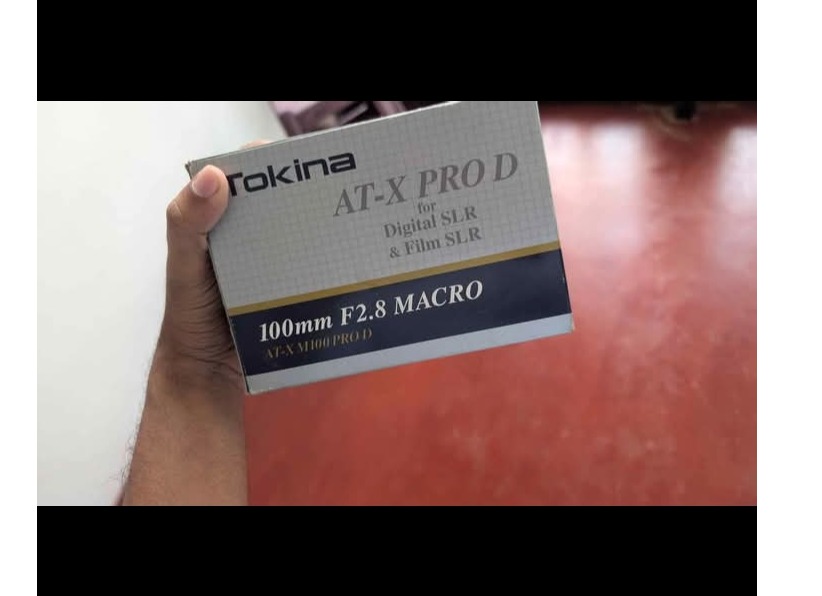 Tokina
AT-X PRO D
for
Digital SLR
& Film SLR
100mm F2.8 MACRO
AT-X M100 PRO D